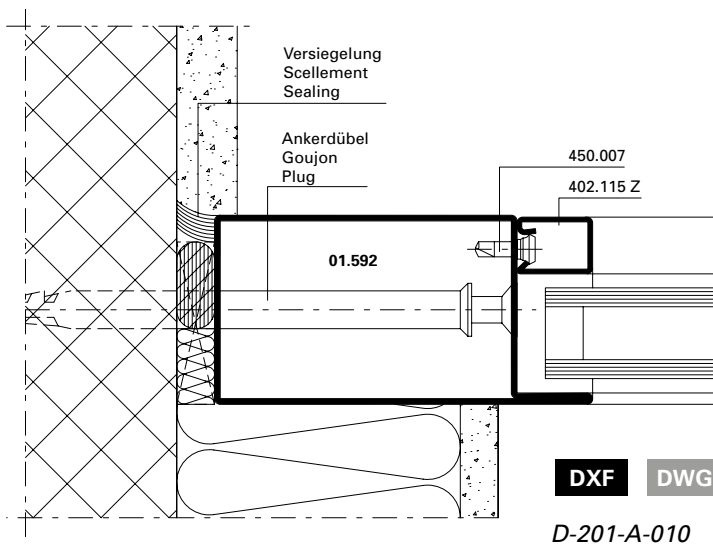 Versiegelung
Scellement
Sealing
Ankerdübel
Goujon
Plug
450.007
402.115 Z
01.592
DXF DWG
D-201-A-010